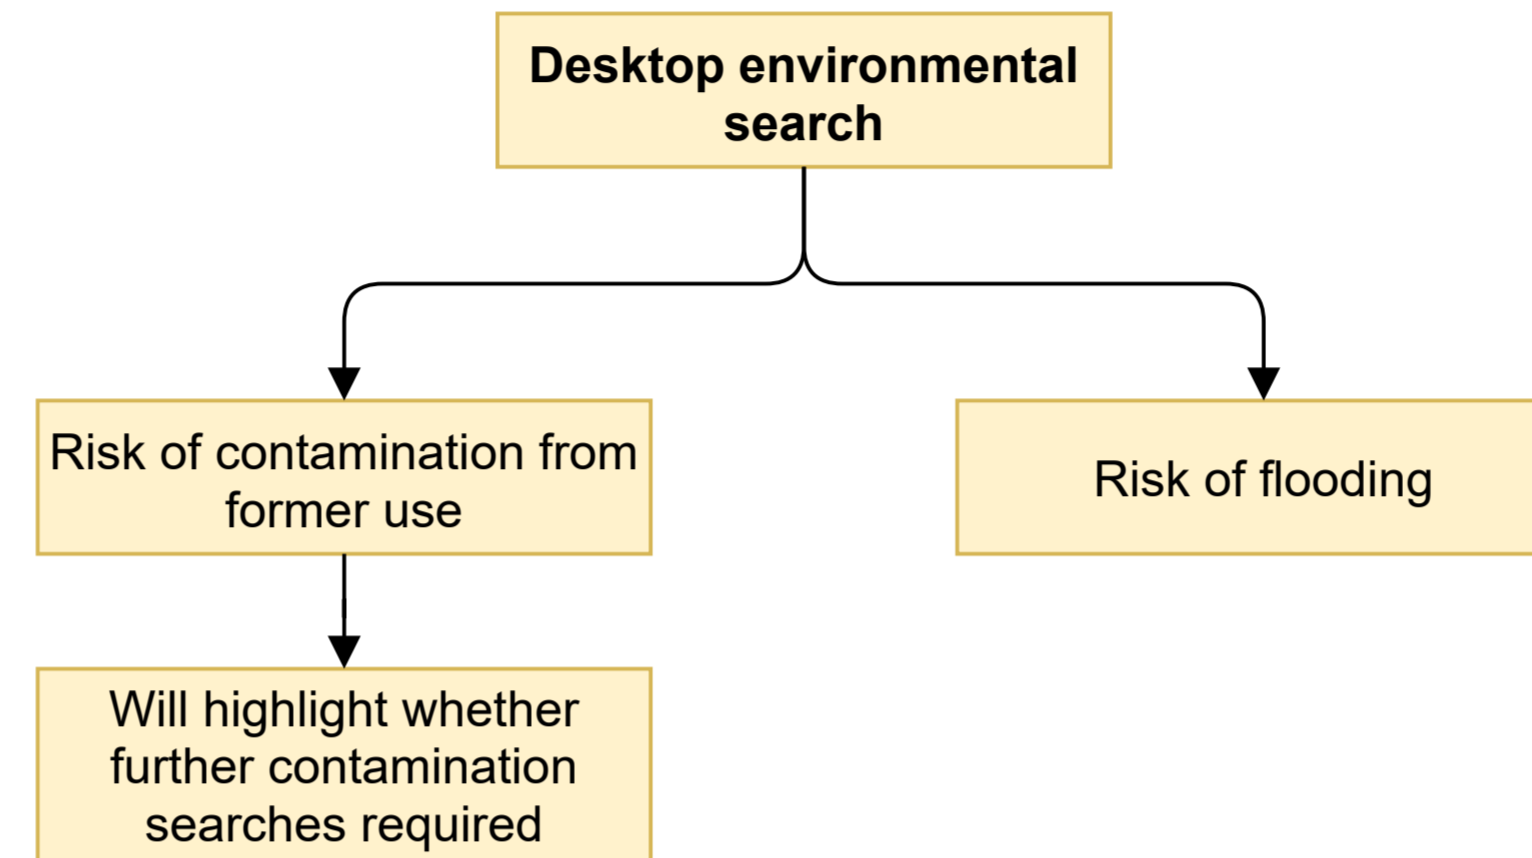 Desktop environmental
search
Risk of contamination from
former use
Risk of flooding
Will highlight whether
further contamination
searches required